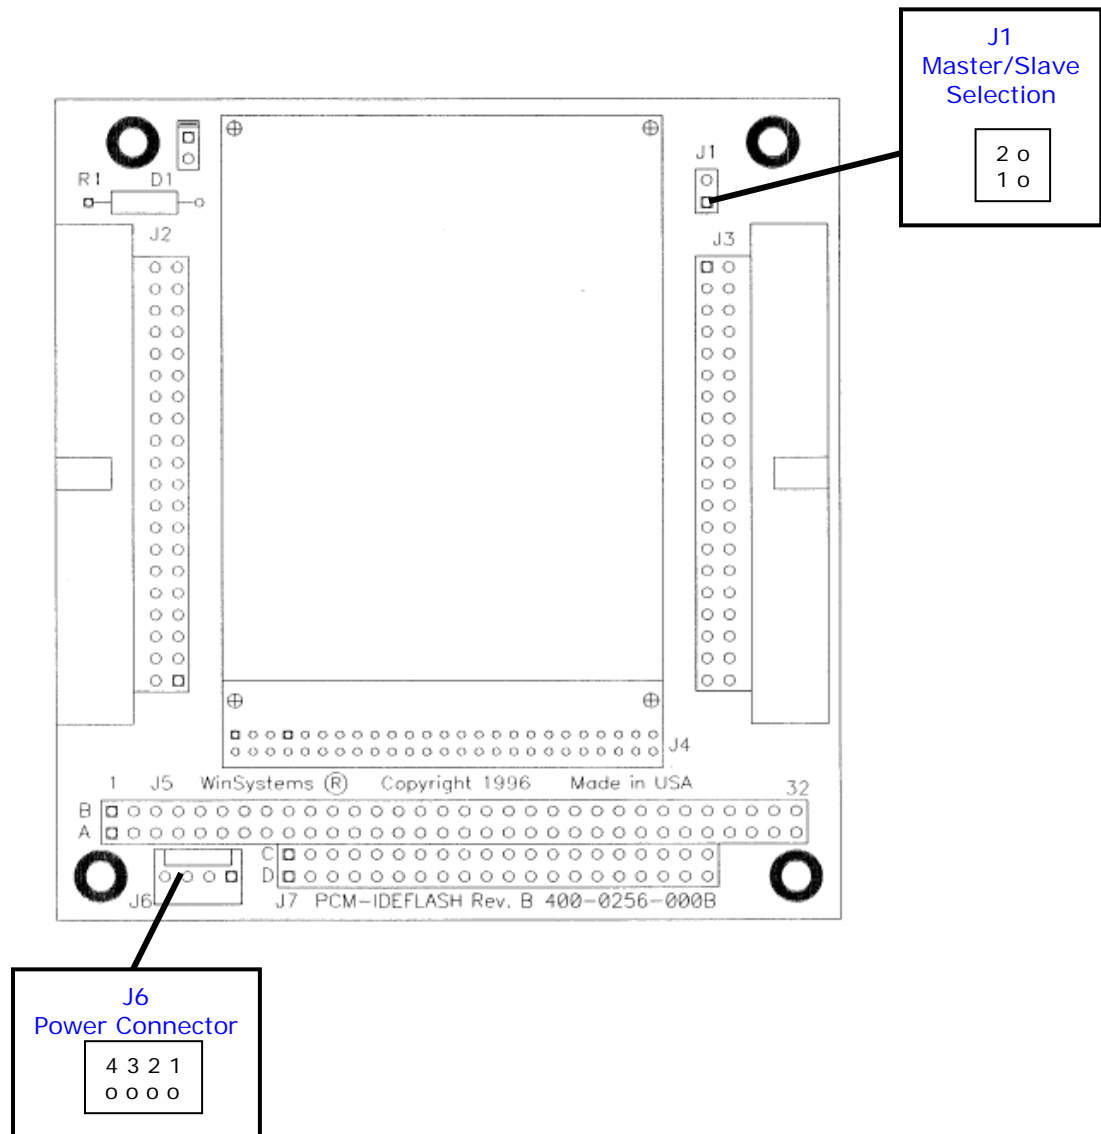 J1
Master/Slave
Selection
2 o
1 o
J1
R1 D1
J2
J3
J4
1 J5 WinSystems ® Copyright 1996 Made in USA 32
B
A
C
D
J6
J7 PCM-IDEFLASH Rev. B 400-0256-000B
J6
Power Connector
4 3 2 1
o o o o